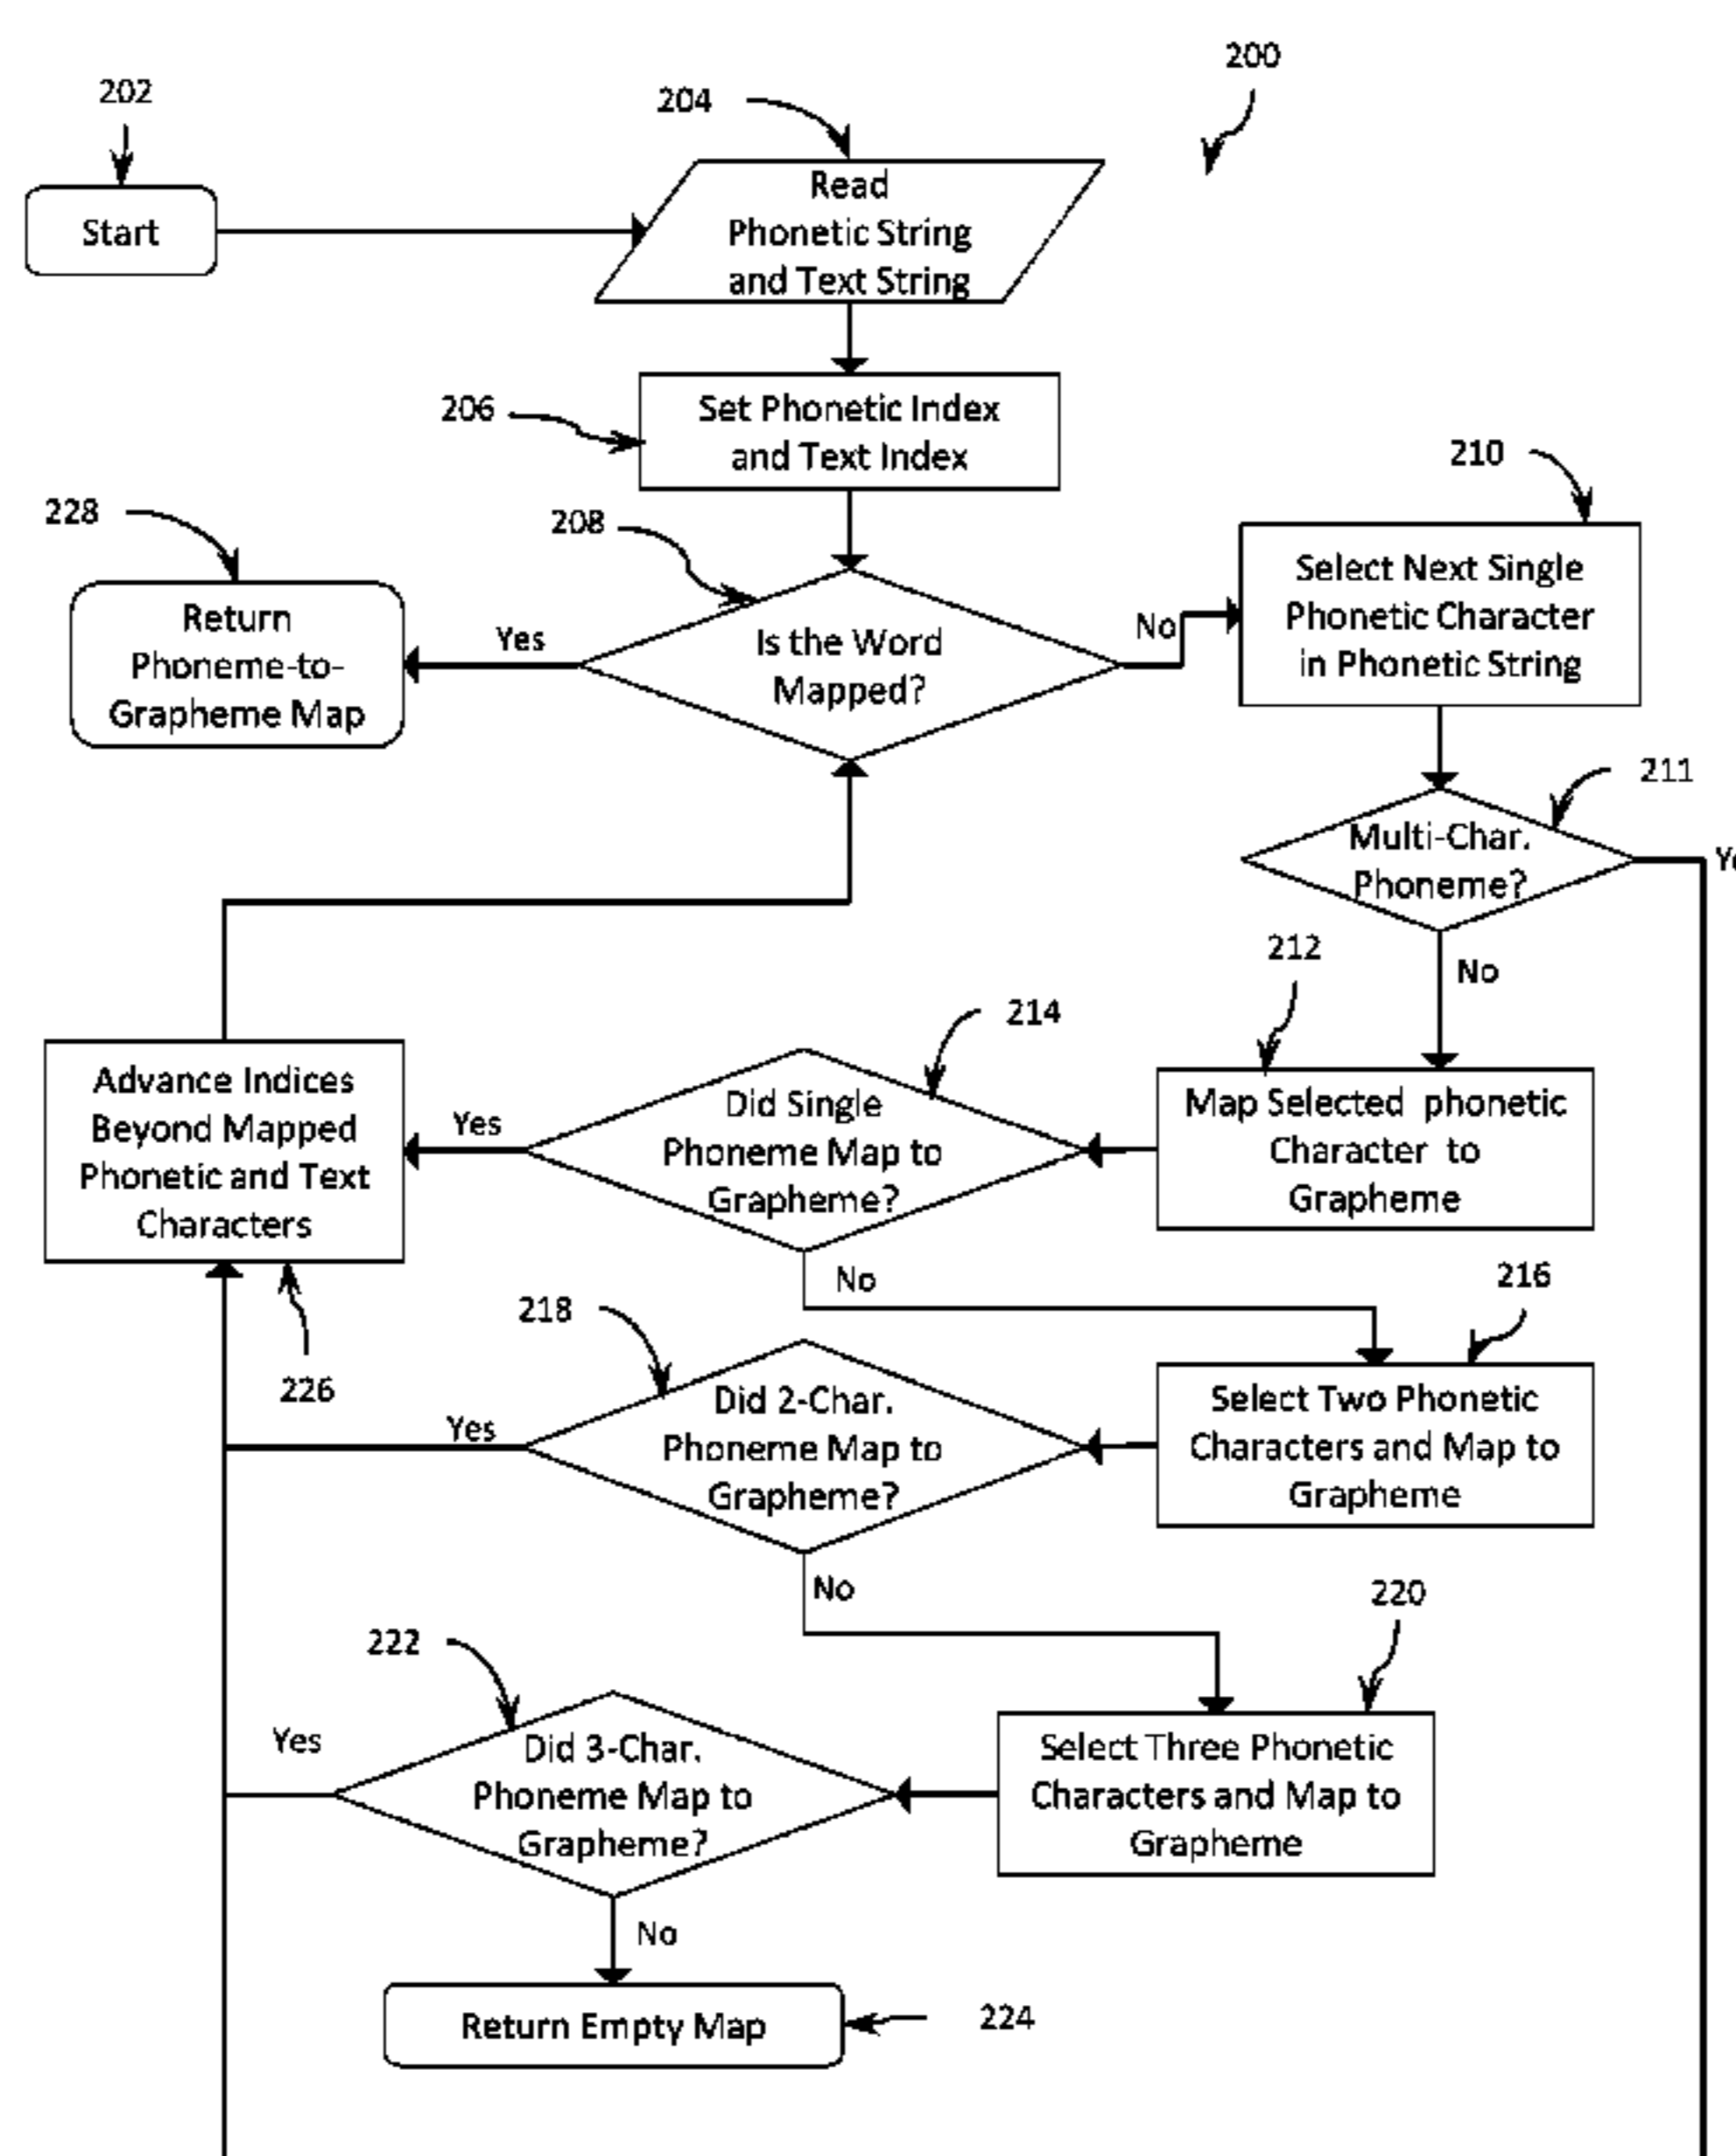 200
202
204
Start
Read
Phonetic String
and Text String
206
Set Phonetic Index
and Text Index
210
228
208
Select Next Single
Phonetic Character
in Phonetic String
Return
Phoneme-to-
Grapheme Map
Yes
Is the Word
Mapped?
No
211
Multi-Char.
Phoneme?
212
No
214
Advance Indices
Beyond Mapped
Phonetic and Text
Characters
Yes
Did Single
Phoneme Map to
Grapheme?
Map Selected phonetic
Character to
Grapheme
No
216
218
226
Yes
Did 2-Char.
Phoneme Map to
Grapheme?
Select Two Phonetic
Characters and Map to
Grapheme
No
220
222
Yes
Did 3-Char.
Phoneme Map to
Grapheme?
Select Three Phonetic
Characters and Map to
Grapheme
No
Return Empty Map
224